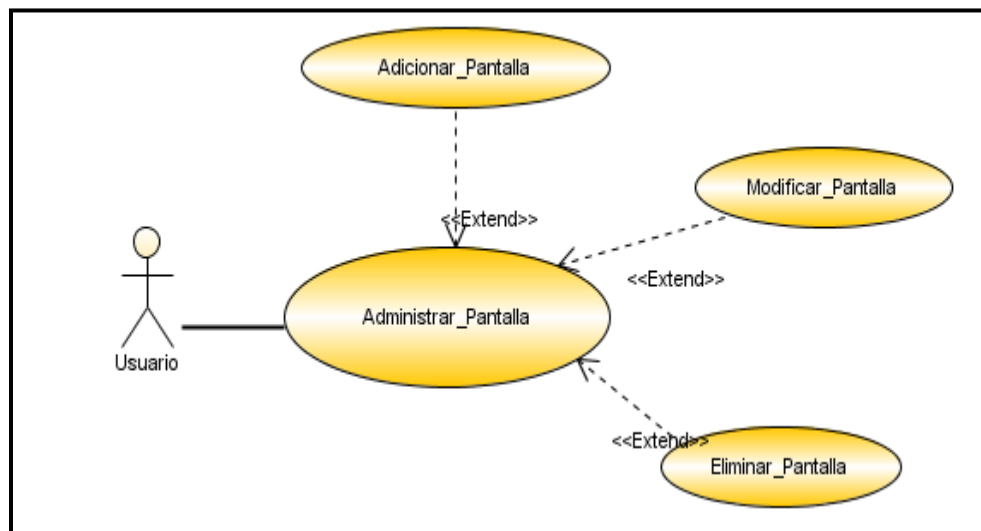 Adicionar_Pantalla
Modificar_Pantalla
<<Extend>>
<<Extend>>
Administrar_Pantalla
Usuario
<<Extend>>
Eliminar_Pantalla